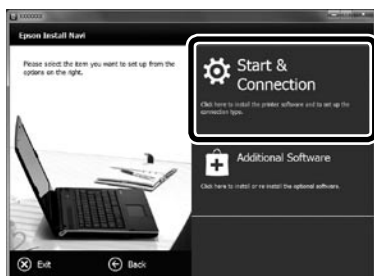 XXXXXXX
Epson Install Navi
Please select the item you want to set up from the
options on the right.
Start &
Connection
Click here to install the printer software and to set up the
connection type.
Additional Software
Click here to install or re install the optional software.
Exit
Back